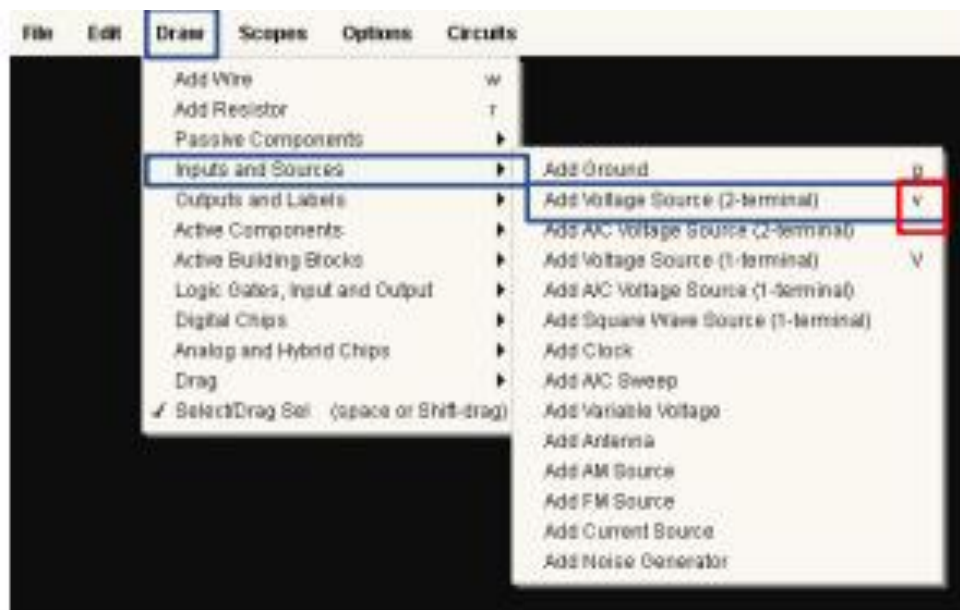 File Edit Draw Scopes Options Circuits
Add Wire w
Add Resistor r
Passive Components
Inputs and Sources
Outputs and Labels
Active Components
Active Building Blocks
Logic Gates, Input and Output
Digital Chips
Analog and Hybrid Chips
Drag
Select/Drag Sel (space or Shift-drag)
Add Ground g
Add Voltage Source (2-terminal) v
Add A/C Voltage Source (2-terminal)
Add Voltage Source (1-terminal) V
Add A/C Voltage Source (1-terminal)
Add Square Wave Source (1-terminal)
Add Clock
Add A/C Sweep
Add Variable Voltage
Add Antenna
Add AM Source
Add FM Source
Add Current Source
Add Noise Generator